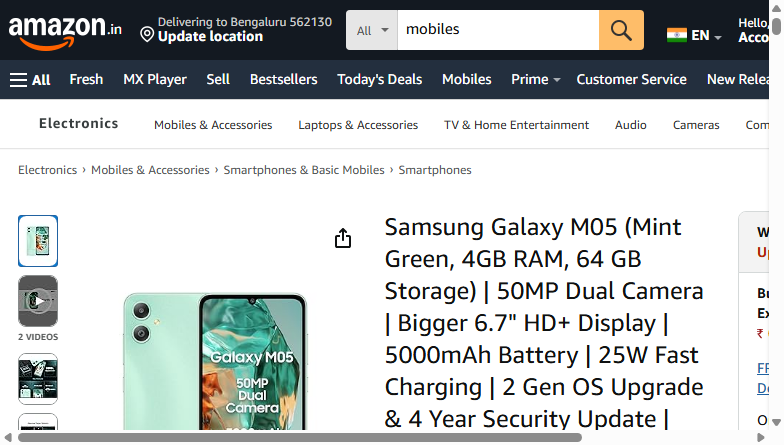 amazon.in
Delivering to Bengaluru 562130
Update location
All
mobiles
EN
Hello,
All
Fresh
MX Player
Sell
Bestsellers
Today's Deals
Mobiles
Prime
Customer Service
New
Electronics
Mobiles & Accessories
Laptops & Accessories
TV & Home Entertainment
Audio
Cameras
Electronics › Mobiles & Accessories › Smartphones & Basic Mobiles › Smartphones
2 VIDEOS
Galaxy M05
50MP
Dual
Camera
Samsung Galaxy M05 (Mint
Green, 4GB RAM, 64 GB
Storage) | 50MP Dual Camera
| Bigger 6.7" HD+ Display |
5000mAh Battery | 25W Fast
Charging | 2 Gen OS Upgrade
& 4 Year Security Update |